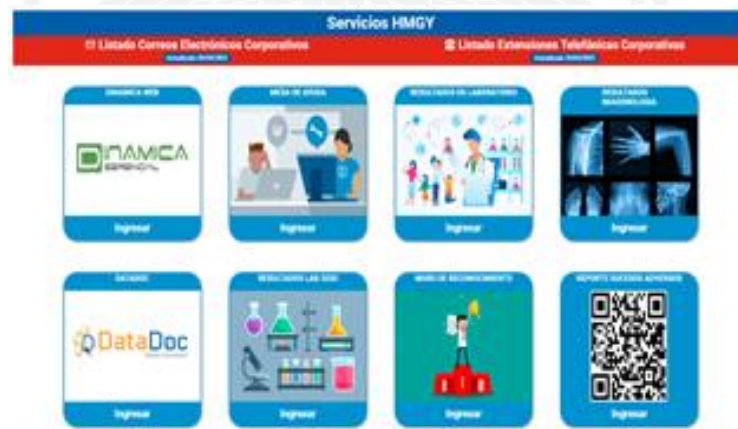 Servicios HMGY
Listado Correos Electrónicos Corporativos
Listado Extensiones Telefónicas Corporativas
DINAMICA WEB
MESA DE AYUDA
RESULTADOS DE LABORATORIO
RESULTADOS
IMAGENOLOGÍA
DINAMICA
GERENCIAL
Ingresar
Ingresar
Ingresar
Ingresar
DATADOC
RESULTADOS LAB
MURO DE RECONOCIMIENTO
REPORTE SUCESOS ADVERSOS
DataDoc
Ingresar
Ingresar
Ingresar
Ingresar